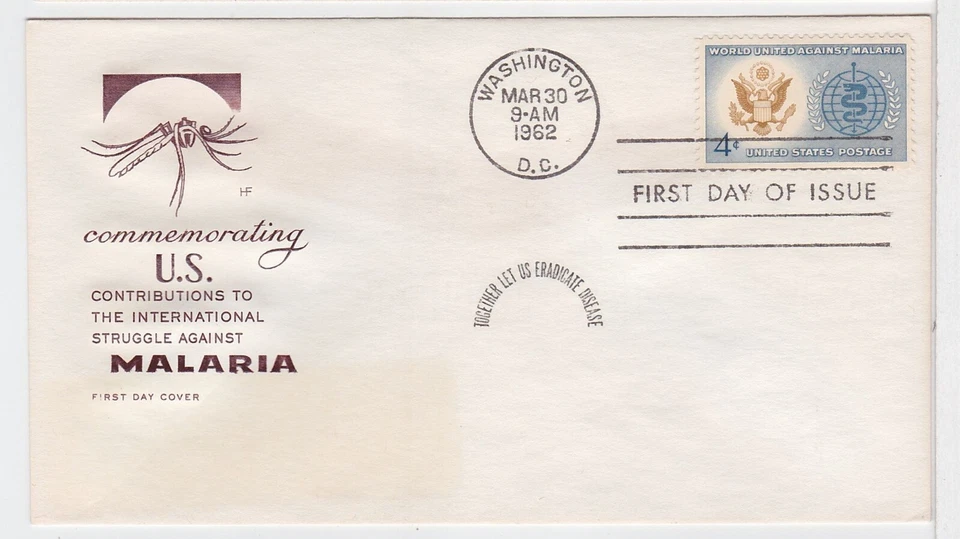 WORLD UNITED AGAINST MALARIA
4¢
UNITED STATES POSTAGE
WASHINGTON
MAR 30
9-AM
1962
D.C.
FIRST DAY OF ISSUE
HF
commemorating
U.S.
CONTRIBUTIONS TO
THE INTERNATIONAL
STRUGGLE AGAINST
MALARIA
FIRST DAY COVER
TOGETHER LET US ERADICATE DISEASE